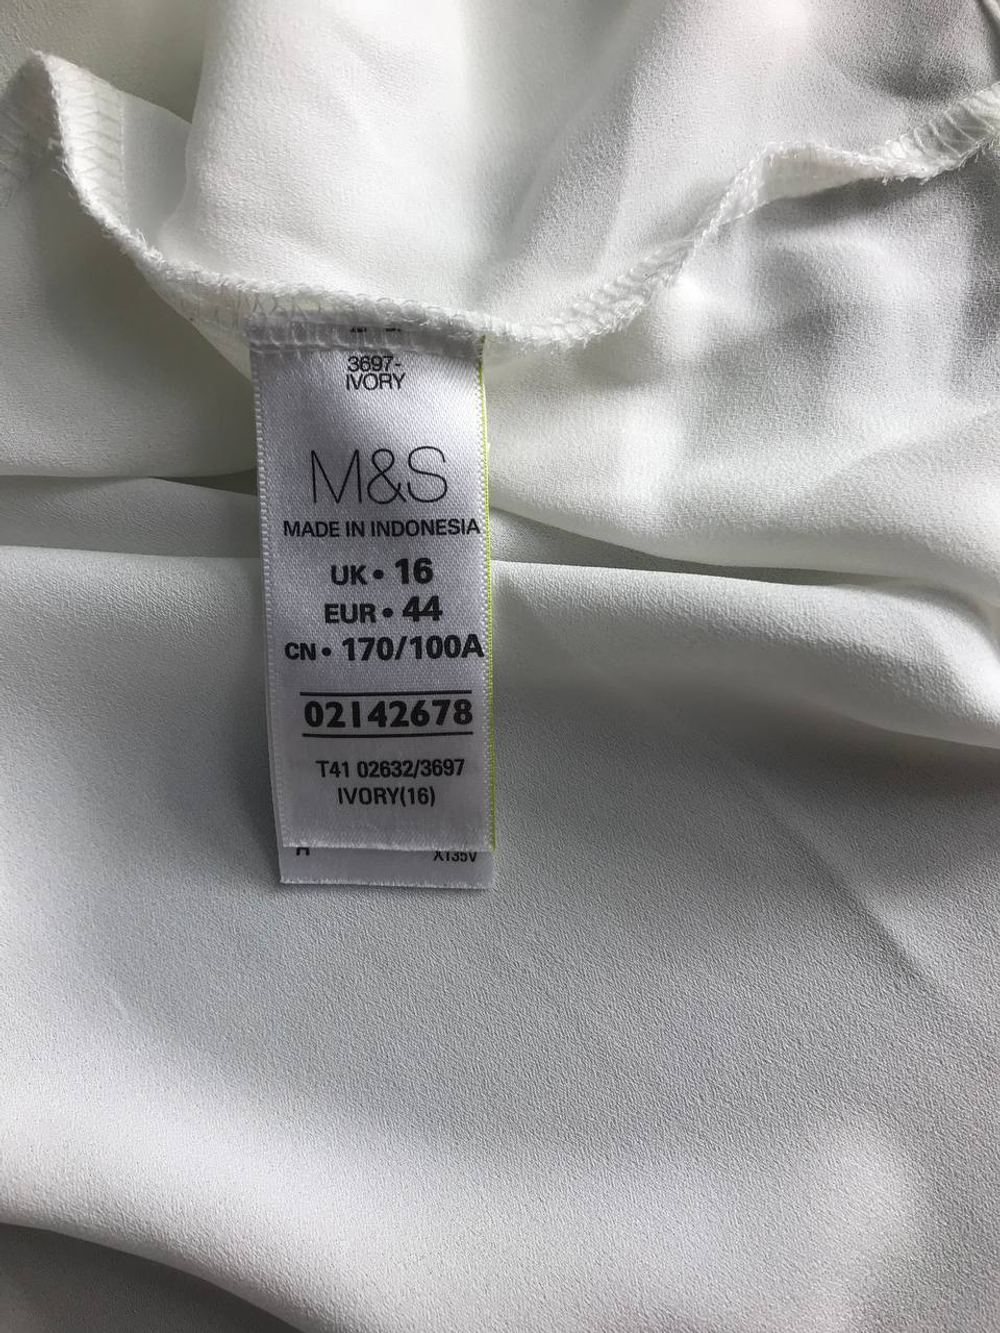 3697-
IVORY
M&S
MADE IN INDONESIA
UK • 16
EUR • 44
CN • 170/100A
02142678
T41 02632/3697
IVORY(16)
X135V